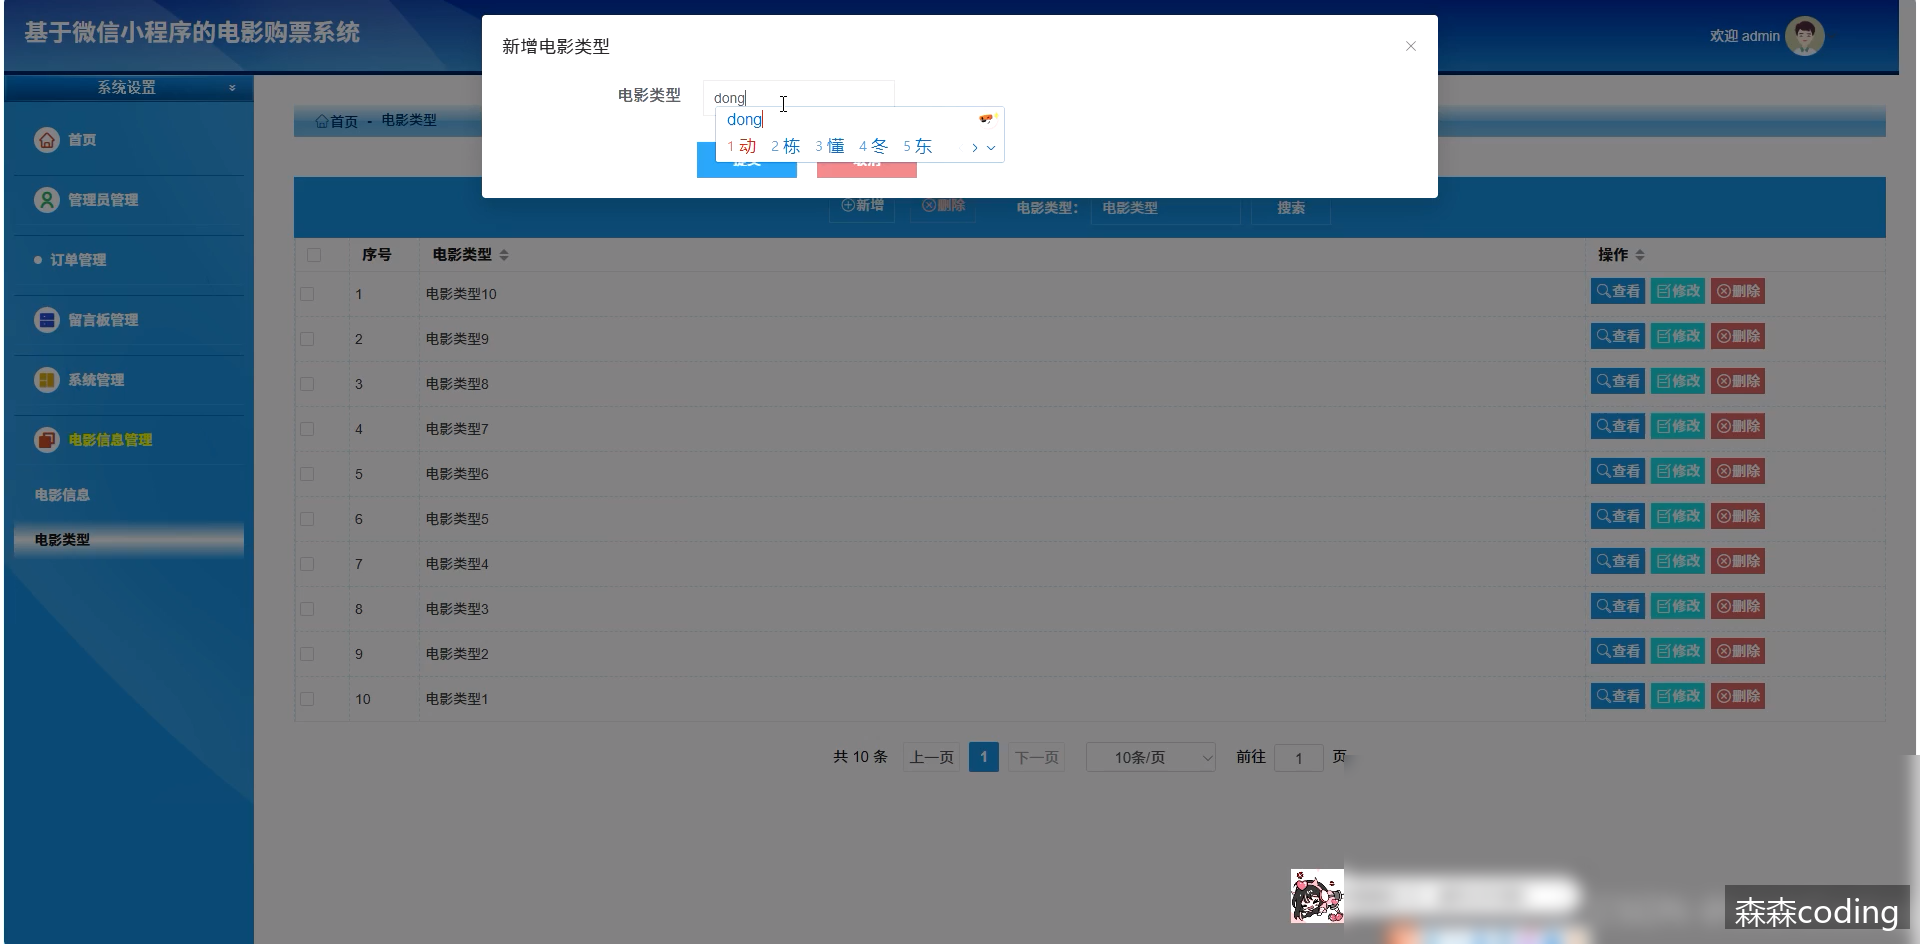 基于微信小程序的电影购票系统
欢迎 admin
新增电影类型
电影类型 dong
dong
1 动 2 栋 3 懂 4 冬 5 东
系统设置
首页
管理员管理
订单管理
留言板管理
系统管理
电影信息管理
电影信息
电影类型
首页 - 电影类型
新增 删除 电影类型： 电影类型 搜索
序号 电影类型 操作
1 电影类型10 查看 修改 删除
2 电影类型9 查看 修改 删除
3 电影类型8 查看 修改 删除
4 电影类型7 查看 修改 删除
5 电影类型6 查看 修改 删除
6 电影类型5 查看 修改 删除
7 电影类型4 查看 修改 删除
8 电影类型3 查看 修改 删除
9 电影类型2 查看 修改 删除
10 电影类型1 查看 修改 删除
共 10 条 上一页 1 下一页 10条/页 前往 1 页
森森coding